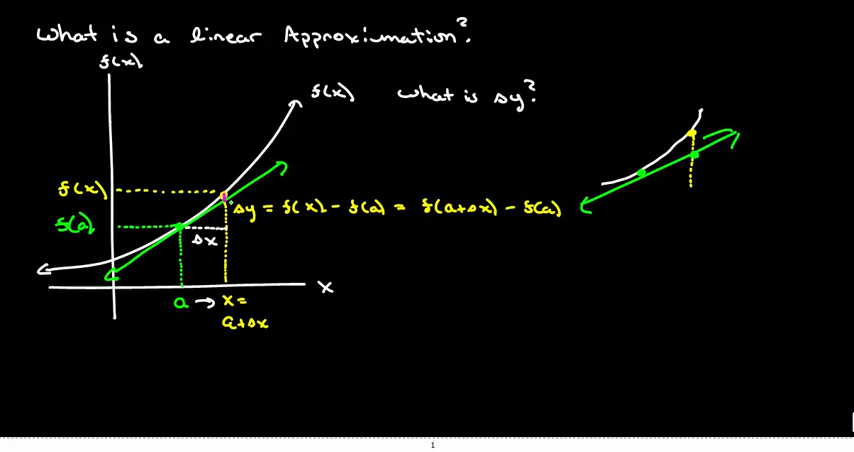 What is a Linear Approximation?
f(x)
f(x) What is Δy?
f(x)
Δy = f(x) - f(a) = f(a+Δx) - f(a)
f(a)
Δx
x
a → x =
a+Δx
1